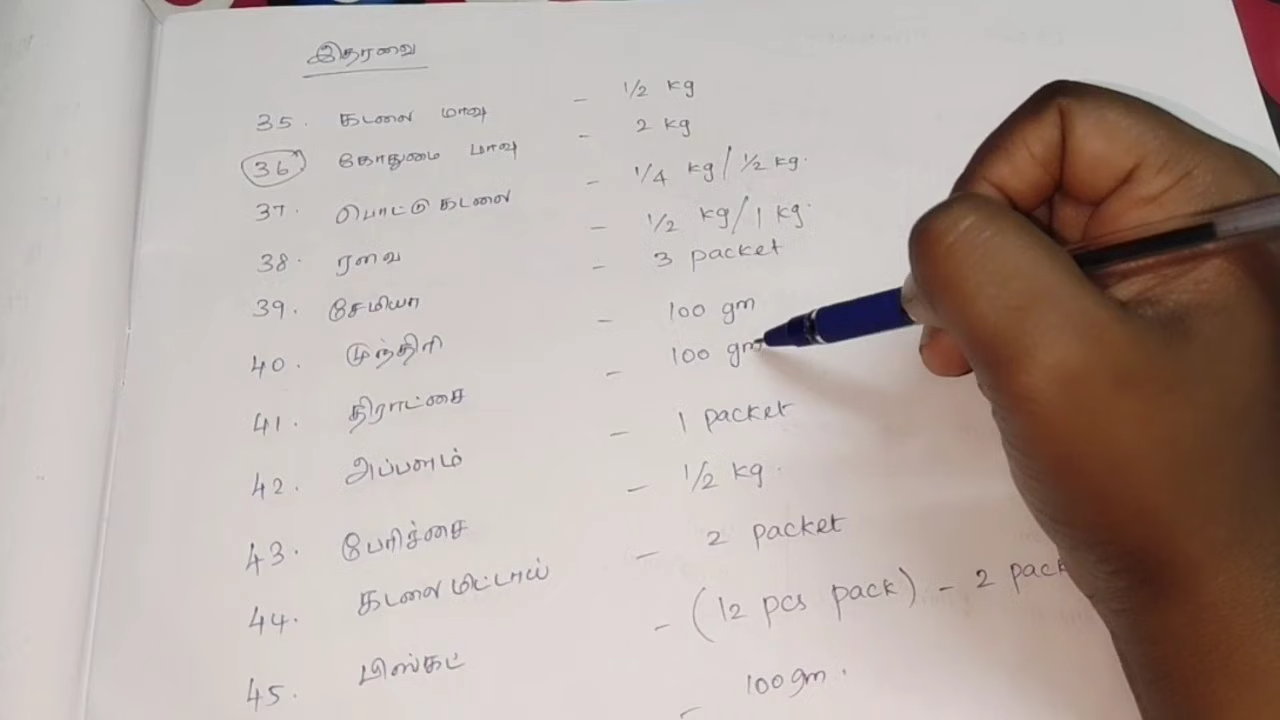 இதரவை
35. கடலை மாவு - 1/2 kg
36 கோதுமை மாவு - 2 kg
37. பொட்டு கடலை - 1/4 kg / 1/2 kg.
38. ரவை - 1/2 kg / 1 kg.
39. சேமியா - 3 packet
40. முந்திரி - 100 gm
41. திராட்சை - 100 gm
42. அப்பளம் - 1 packet
43. பேரிச்சை - 1/2 kg.
44. கடலை மிட்டாய் - 2 packet
45. பிஸ்கட் - (12 pcs pack) - 2
- 100 gm.